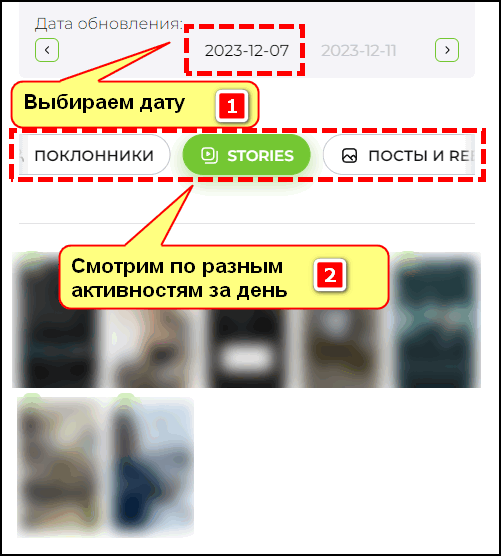 Дата обновления:
2023-12-07 2023-12-11
Выбираем дату 1
ПОКЛОННИКИ STORIES ПОСТЫ И REE
Смотрим по разным 2
активностям за день